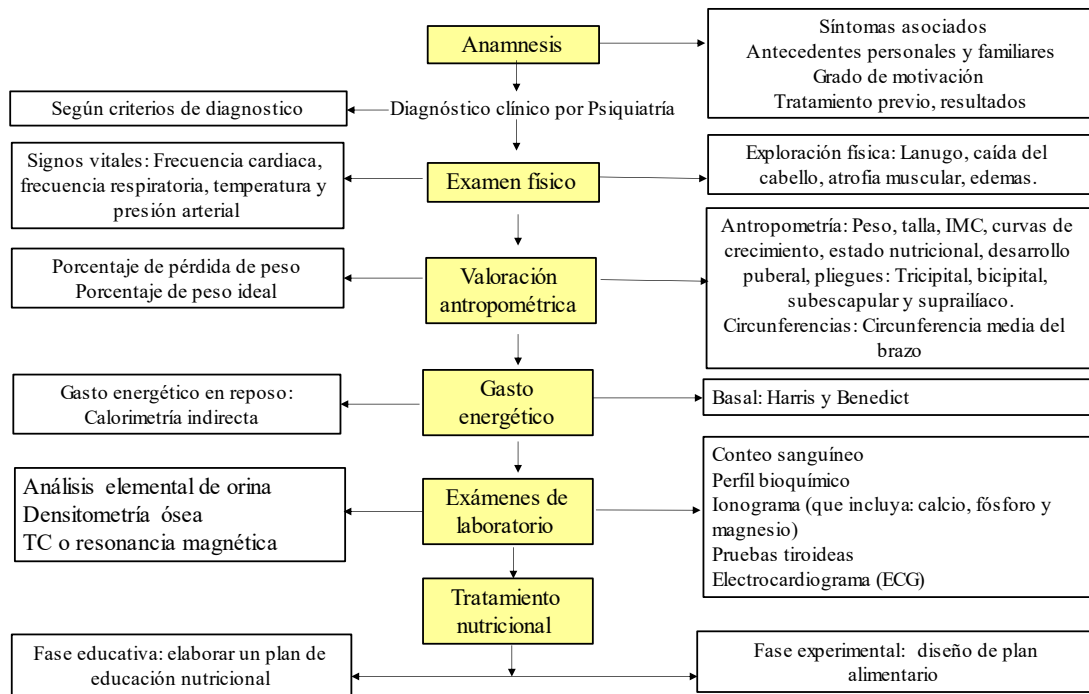 Anamnesis
Síntomas asociados
Antecedentes personales y familiares
Grado de motivación
Tratamiento previo, resultados
Según criterios de diagnostico
Diagnóstico clínico por Psiquiatría
Signos vitales: Frecuencia cardiaca,
frecuencia respiratoria, temperatura y
presión arterial
Examen físico
Exploración física: Lanugo, caída del
cabello, atrofia muscular, edemas.
Porcentaje de pérdida de peso
Porcentaje de peso ideal
Valoración
antropométrica
Antropometría: Peso, talla, IMC, curvas de
crecimiento, estado nutricional, desarrollo
puberal, pliegues: Tricipital, bicipital,
subescapular y suprailíaco.
Circunferencias: Circunferencia media del
brazo
Gasto energético en reposo:
Calorimetría indirecta
Gasto
energético
Basal: Harris y Benedict
Análisis elemental de orina
Densitometría ósea
TC o resonancia magnética
Exámenes de
laboratorio
Conteo sanguíneo
Perfil bioquímico
Ionograma (que incluya: calcio, fósforo y
magnesio)
Pruebas tiroideas
Electrocardiograma (ECG)
Tratamiento
nutricional
Fase educativa: elaborar un plan de
educación nutricional
Fase experimental: diseño de plan
alimentario